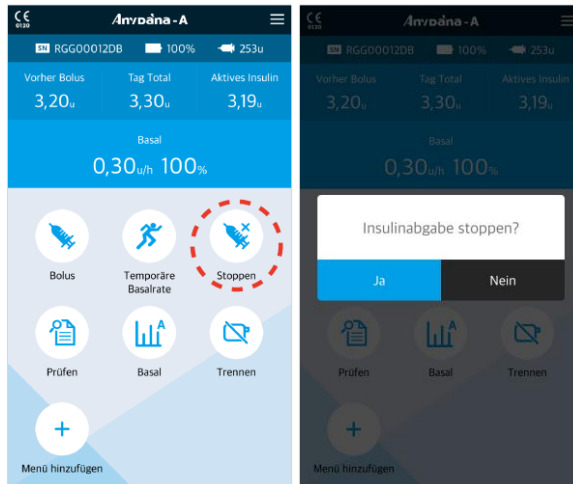 CE
0120
AnyDana-A
SN RGG00012DB 100% 253u
Vorher Bolus Tag Total Aktives Insulin
3,20u 3,30u 3,19u
Basal
0,30u/h 100%
Bolus Temporäre Basalrate Stoppen
Prüfen Basal Trennen
Menü hinzufügen
CE
0120
AnyDana-A
SN RGG00012DB 100% 253u
Vorher Bolus Tag Total Aktives Insulin
3,20u 3,30u 3,19u
Basal
0,30u/h 100%
Insulinabgabe stoppen?
Ja Nein
Prüfen Basal Trennen
Menü hinzufügen